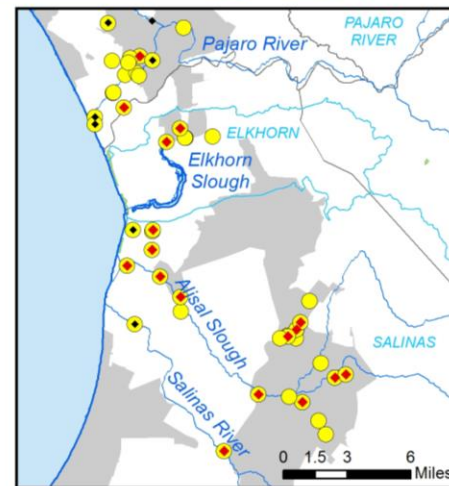 Pajaro River
PAJARO
RIVER
ELKHORN
Elkhorn
Slough
Alisal Slough
SALINAS
Salinas River
0 1.5 3 6
Miles